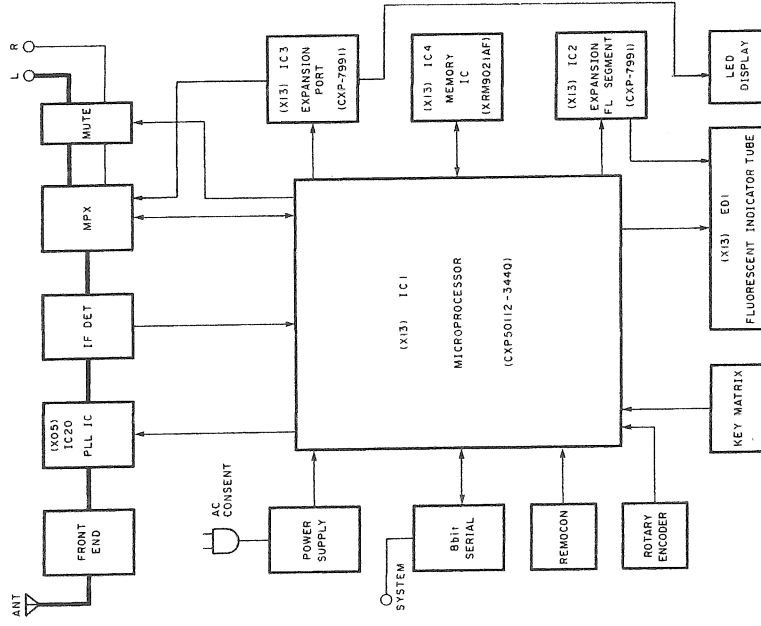 ANT
FRONT
END
(X05)
IC20
PLL IC
IF DET
MPX
MUTE
L
R
AC
CONSENT
POWER
SUPPLY
(X13) IC1
MICROPROCESSOR
(CXP50112-344Q)
(X13) IC3
EXPANSION
PORT
(CXP-7991)
SYSTEM
8bit
SERIAL
(X13) IC4
MEMORY
IC
(XRM9021AF)
REMOCON
(X13) IC2
EXPANSION
FL SEGMENT
(CXP-7991)
ROTARY
ENCODER
KEY MATRIX
(X13) ED1
FLUORESCENT INDICATOR TUBE
LED
DISPLAY